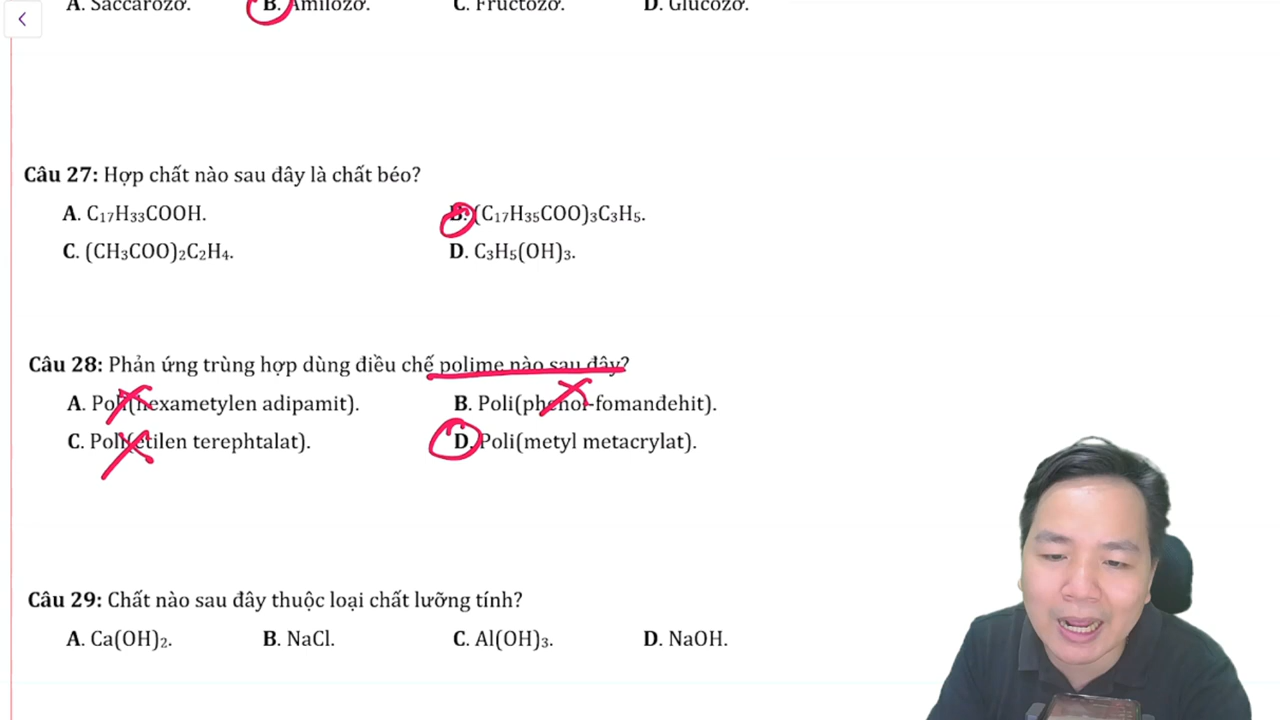 A. Saccarozơ. B. Amilozơ. C. Fructozơ. D. Glucozơ.
Câu 27: Hợp chất nào sau đây là chất béo?
A. C₁₇H₃₃COOH. B. (C₁₇H₃₅COO)₃C₃H₅.
C. (CH₃COO)₂C₂H₄. D. C₃H₅(OH)₃.
Câu 28: Phản ứng trùng hợp dùng điều chế polime nào sau đây?
A. Poli(hexametylen adipamit). B. Poli(phenol-fomanđehit).
C. Poli(etilen terephtalat). D. Poli(metyl metacrylat).
Câu 29: Chất nào sau đây thuộc loại chất lưỡng tính?
A. Ca(OH)₂. B. NaCl. C. Al(OH)₃. D. NaOH.